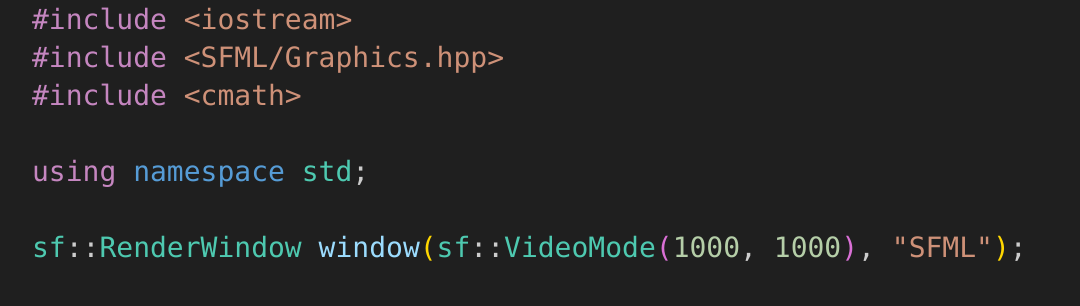 #include <iostream>
#include <SFML/Graphics.hpp>
#include <cmath>
using namespace std;
sf::RenderWindow window(sf::VideoMode(1000, 1000), "SFML");